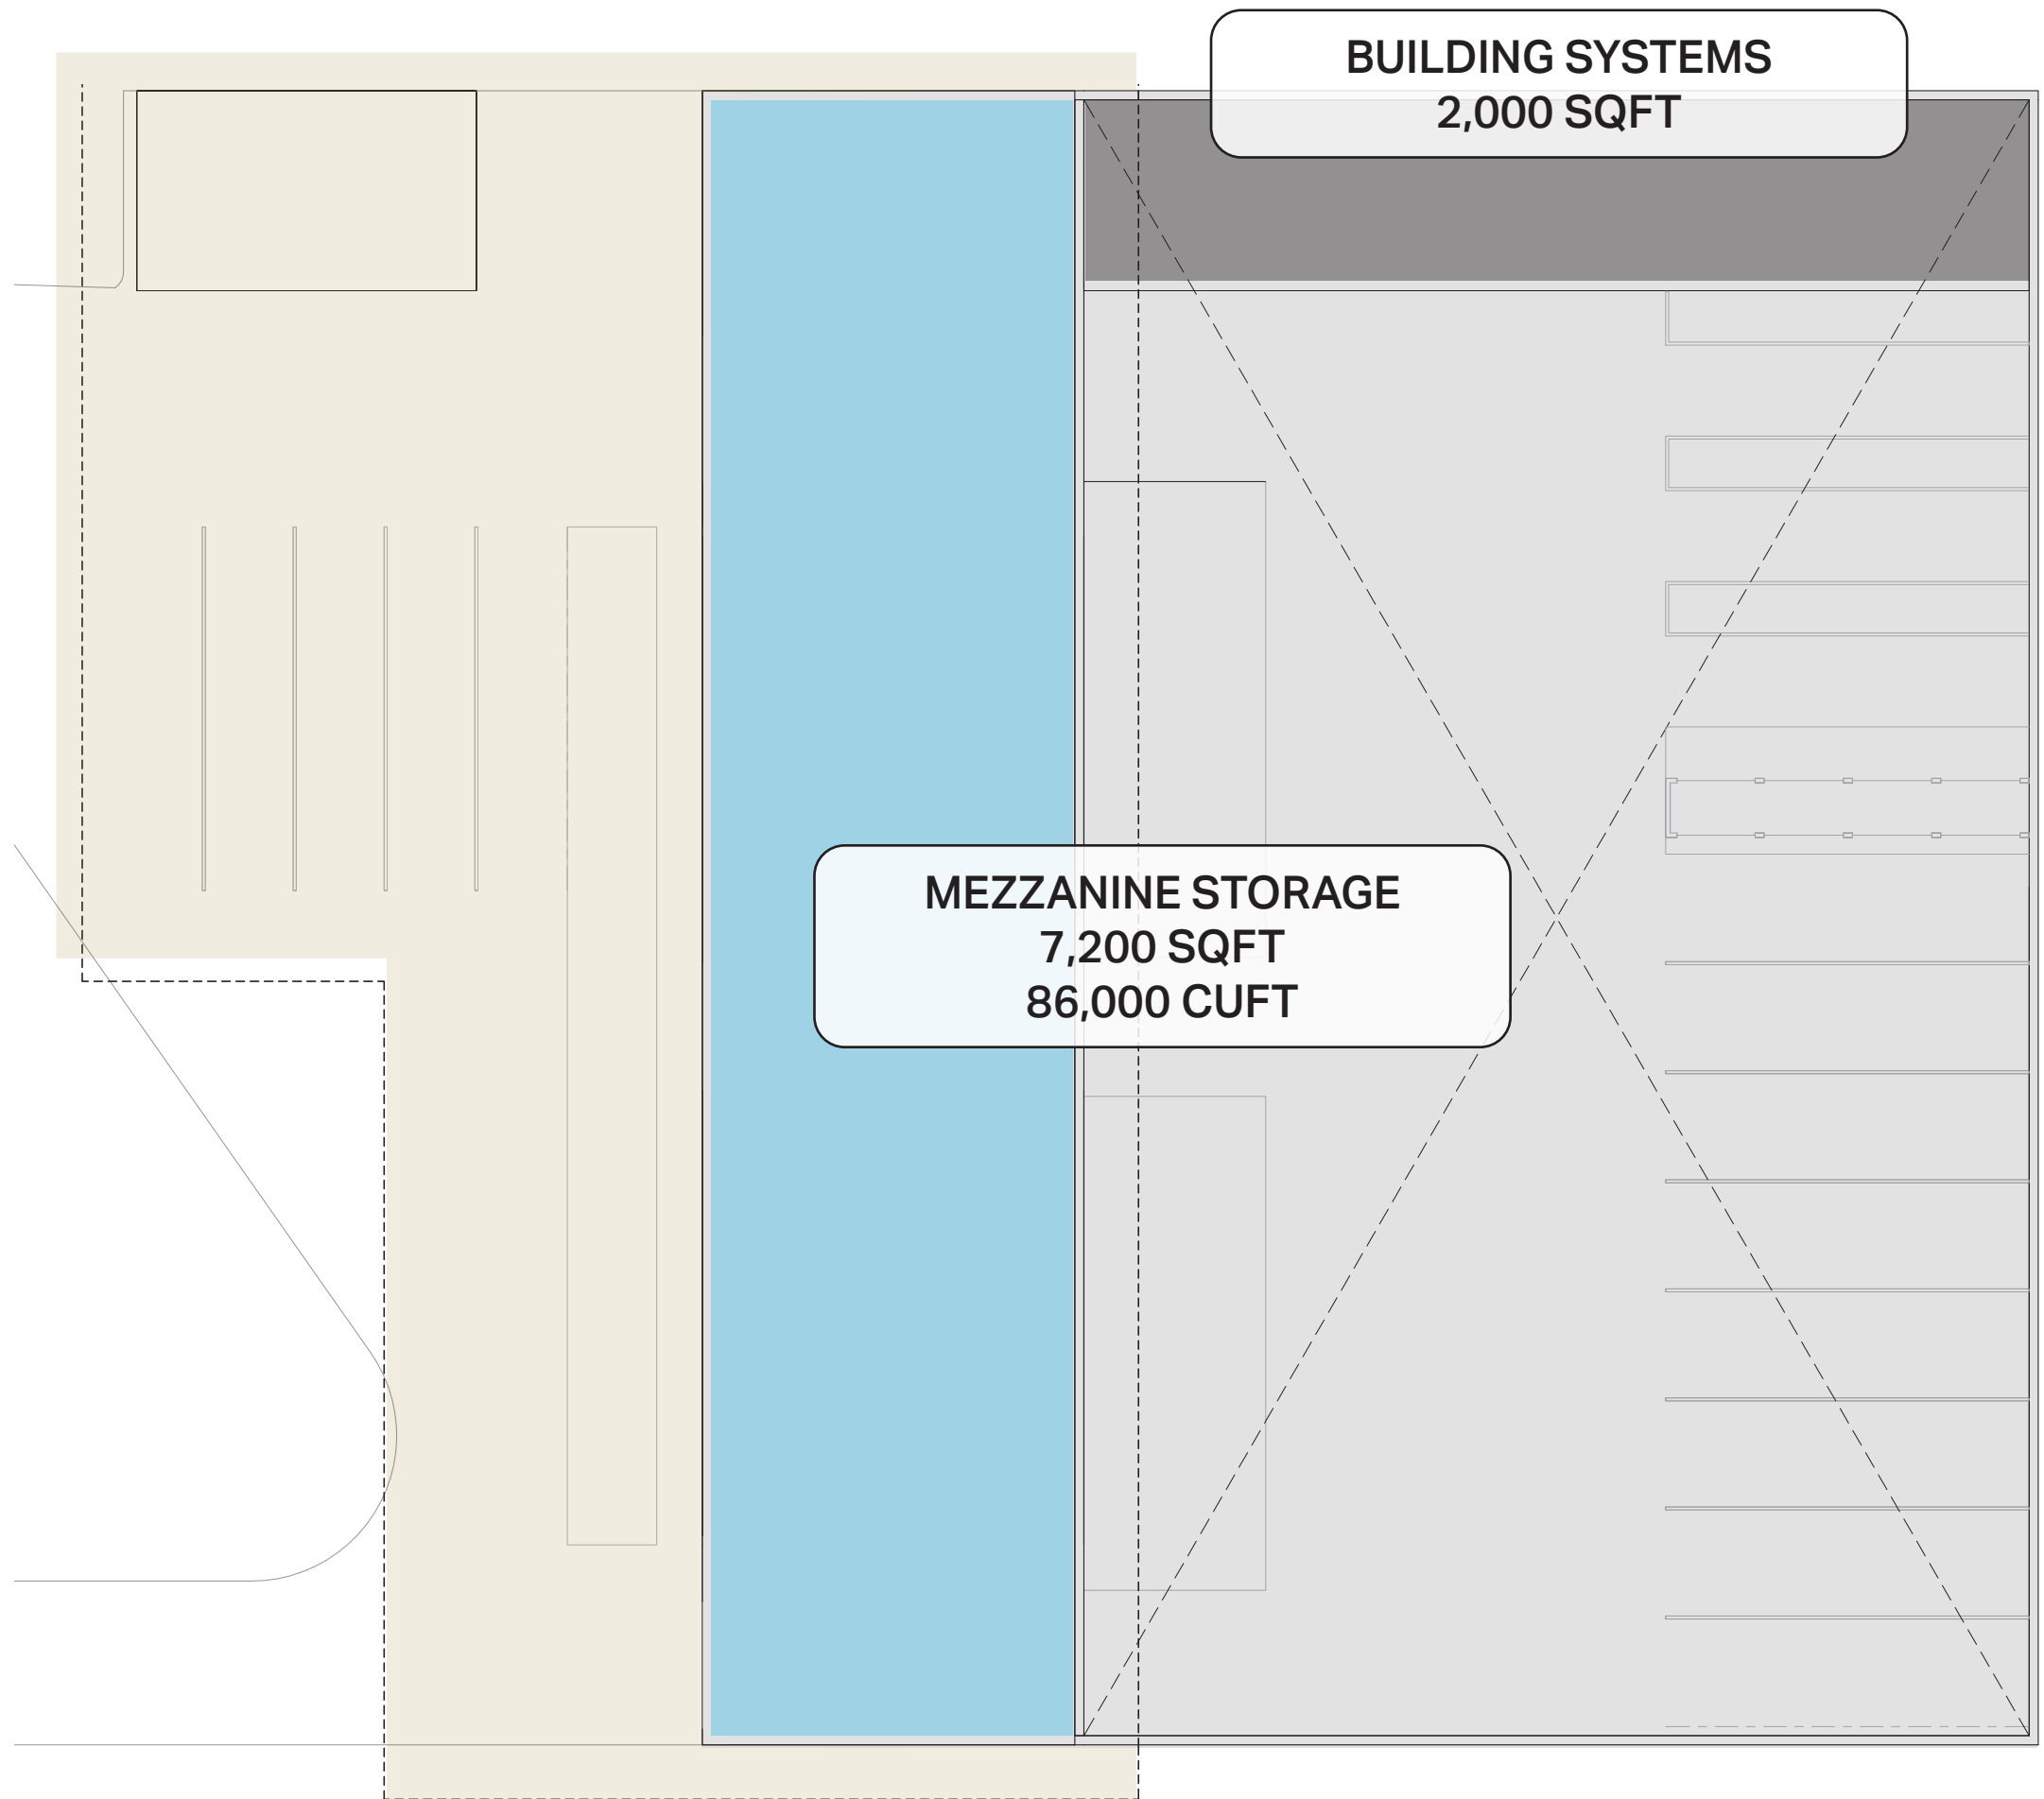 BUILDING SYSTEMS
2,000 SQFT
MEZZANINE STORAGE
7,200 SQFT
86,000 CUFT